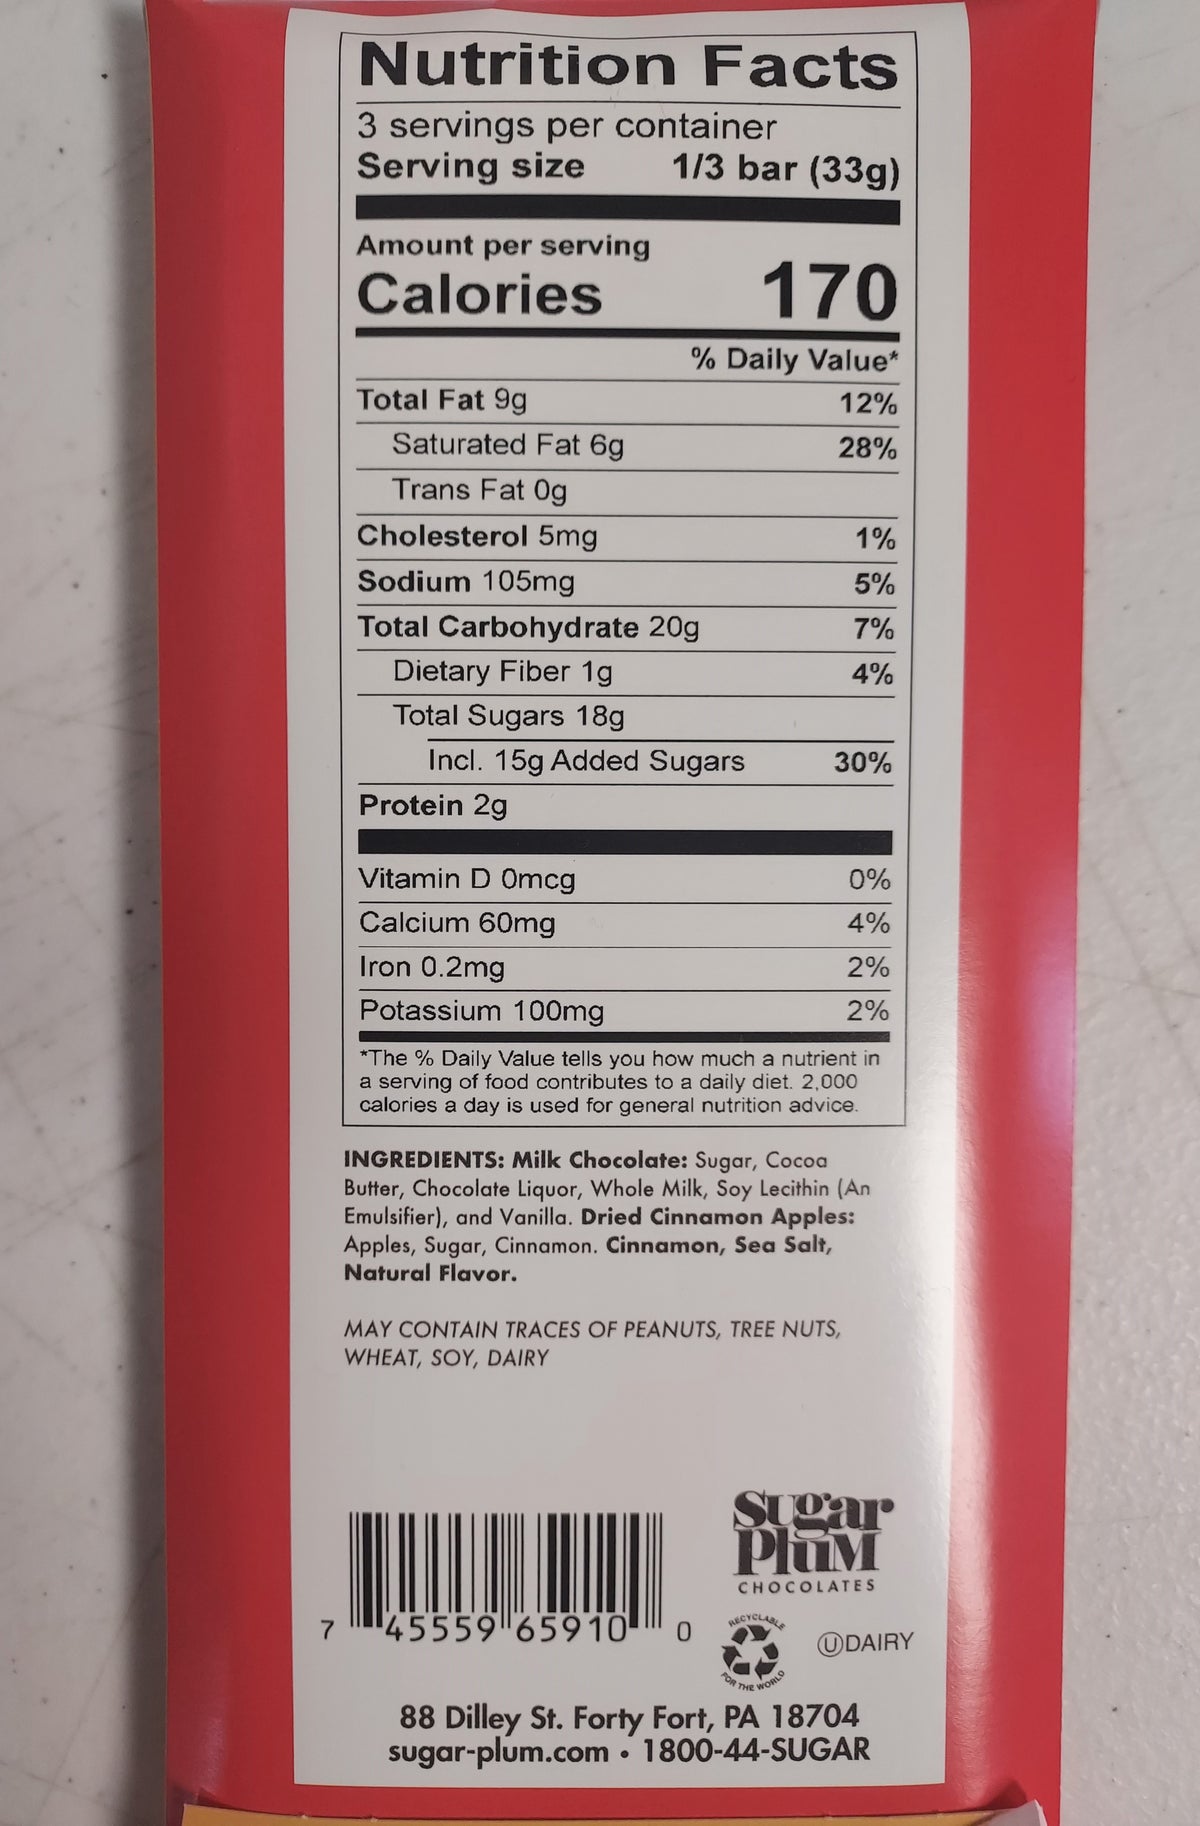 Nutrition Facts
3 servings per container
Serving size 1/3 bar (33g)
Amount per serving
Calories 170
% Daily Value*
Total Fat 9g 12%
Saturated Fat 6g 28%
Trans Fat 0g
Cholesterol 5mg 1%
Sodium 105mg 5%
Total Carbohydrate 20g 7%
Dietary Fiber 1g 4%
Total Sugars 18g
Incl. 15g Added Sugars 30%
Protein 2g
Vitamin D 0mcg 0%
Calcium 60mg 4%
Iron 0.2mg 2%
Potassium 100mg 2%
*The % Daily Value tells you how much a nutrient in
a serving of food contributes to a daily diet. 2,000
calories a day is used for general nutrition advice.
INGREDIENTS: Milk Chocolate: Sugar, Cocoa
Butter, Chocolate Liquor, Whole Milk, Soy Lecithin (An
Emulsifier), and Vanilla. Dried Cinnamon Apples:
Apples, Sugar, Cinnamon. Cinnamon, Sea Salt,
Natural Flavor.
MAY CONTAIN TRACES OF PEANUTS, TREE NUTS,
WHEAT, SOY, DAIRY
Sugar
Plum
CHOCOLATES
7 45559 65910 0
RECYCLABLE
FOR THE WORLD
Ⓤ DAIRY
88 Dilley St. Forty Fort, PA 18704
sugar-plum.com • 1800-44-SUGAR